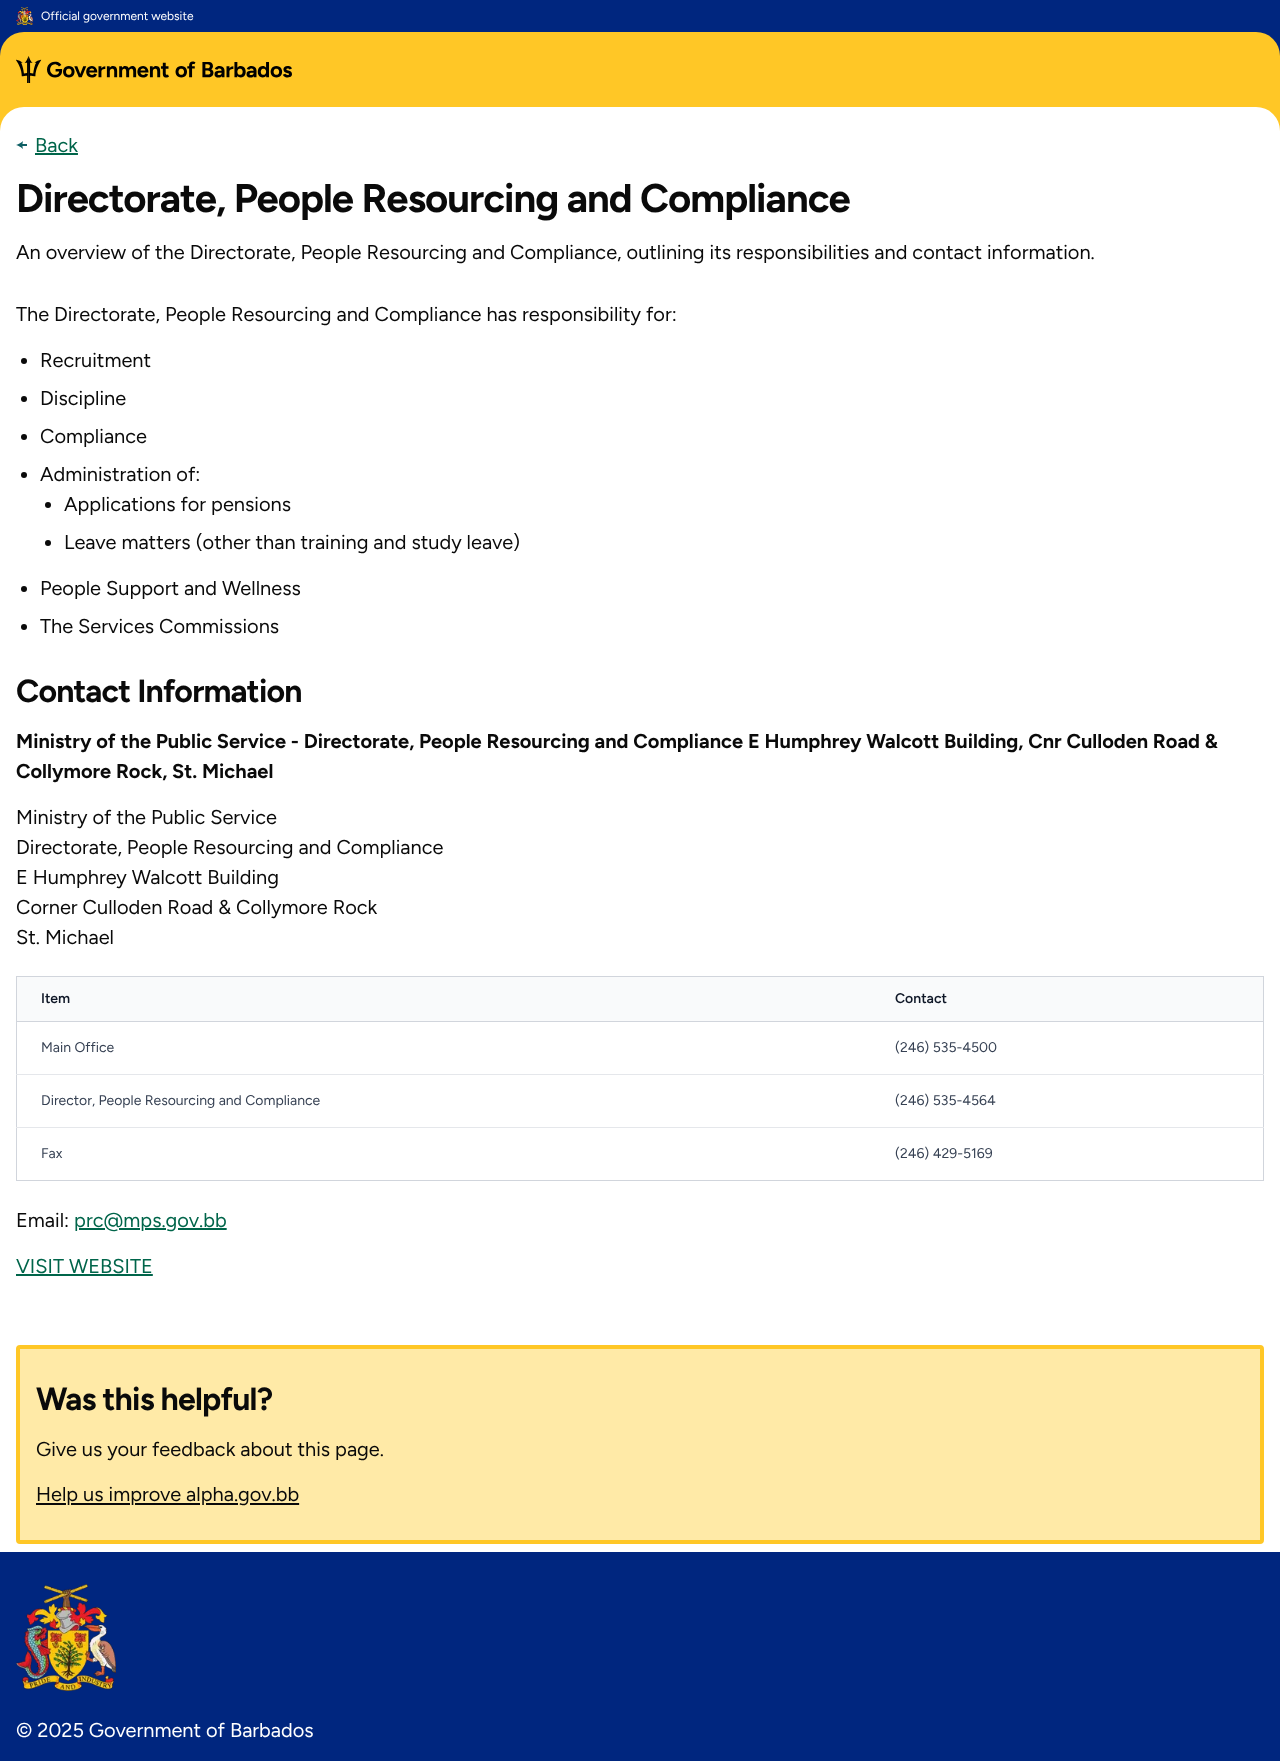 Official government website
Government of Barbados
Back
Directorate, People Resourcing and Compliance
An overview of the Directorate, People Resourcing and Compliance, outlining its responsibilities and contact information.
The Directorate, People Resourcing and Compliance has responsibility for:
• Recruitment
• Discipline
• Compliance
• Administration of:
• Applications for pensions
• Leave matters (other than training and study leave)
• People Support and Wellness
• The Services Commissions
Contact Information
Ministry of the Public Service - Directorate, People Resourcing and Compliance E Humphrey Walcott Building, Cnr Culloden Road &
Collymore Rock, St. Michael
Ministry of the Public Service
Directorate, People Resourcing and Compliance
E Humphrey Walcott Building
Corner Culloden Road & Collymore Rock
St. Michael
Item Contact
Main Office (246) 535-4500
Director, People Resourcing and Compliance (246) 535-4564
Fax (246) 429-5169
Email: prc@mps.gov.bb
VISIT WEBSITE
Was this helpful?
Give us your feedback about this page.
Help us improve alpha.gov.bb
PRIDE AND INDUSTRY
© 2025 Government of Barbados